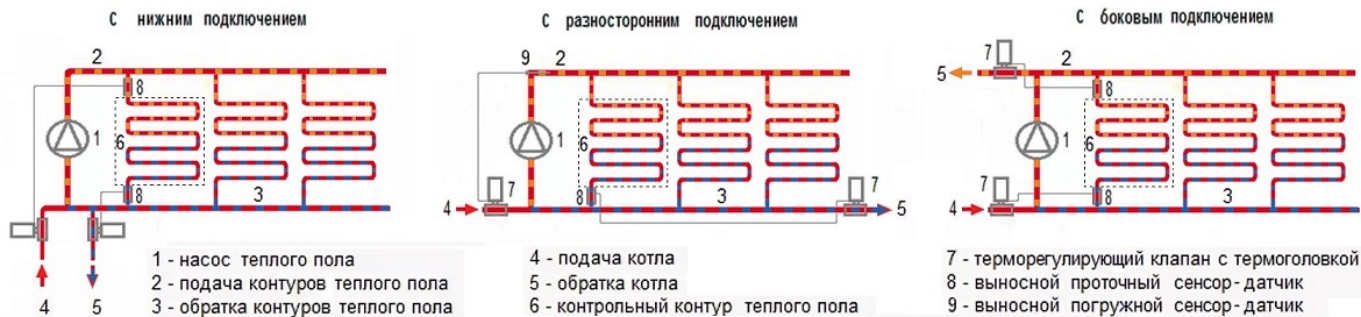 С нижним подключением
С разносторонним подключением
С боковым подключением
2
8
1
6
8
3
4
5
9
2
1
6
7
8
3
7
4
5
7
2
5
8
1
6
7
8
3
4
1 - насос теплого пола
2 - подача контуров теплого пола
3 - обратка контуров теплого пола
4 - подача котла
5 - обратка котла
6 - контрольный контур теплого пола
7 - терморегулирующий клапан с термоголовкой
8 - выносной проточный сенсор-датчик
9 - выносной погружной сенсор-датчик